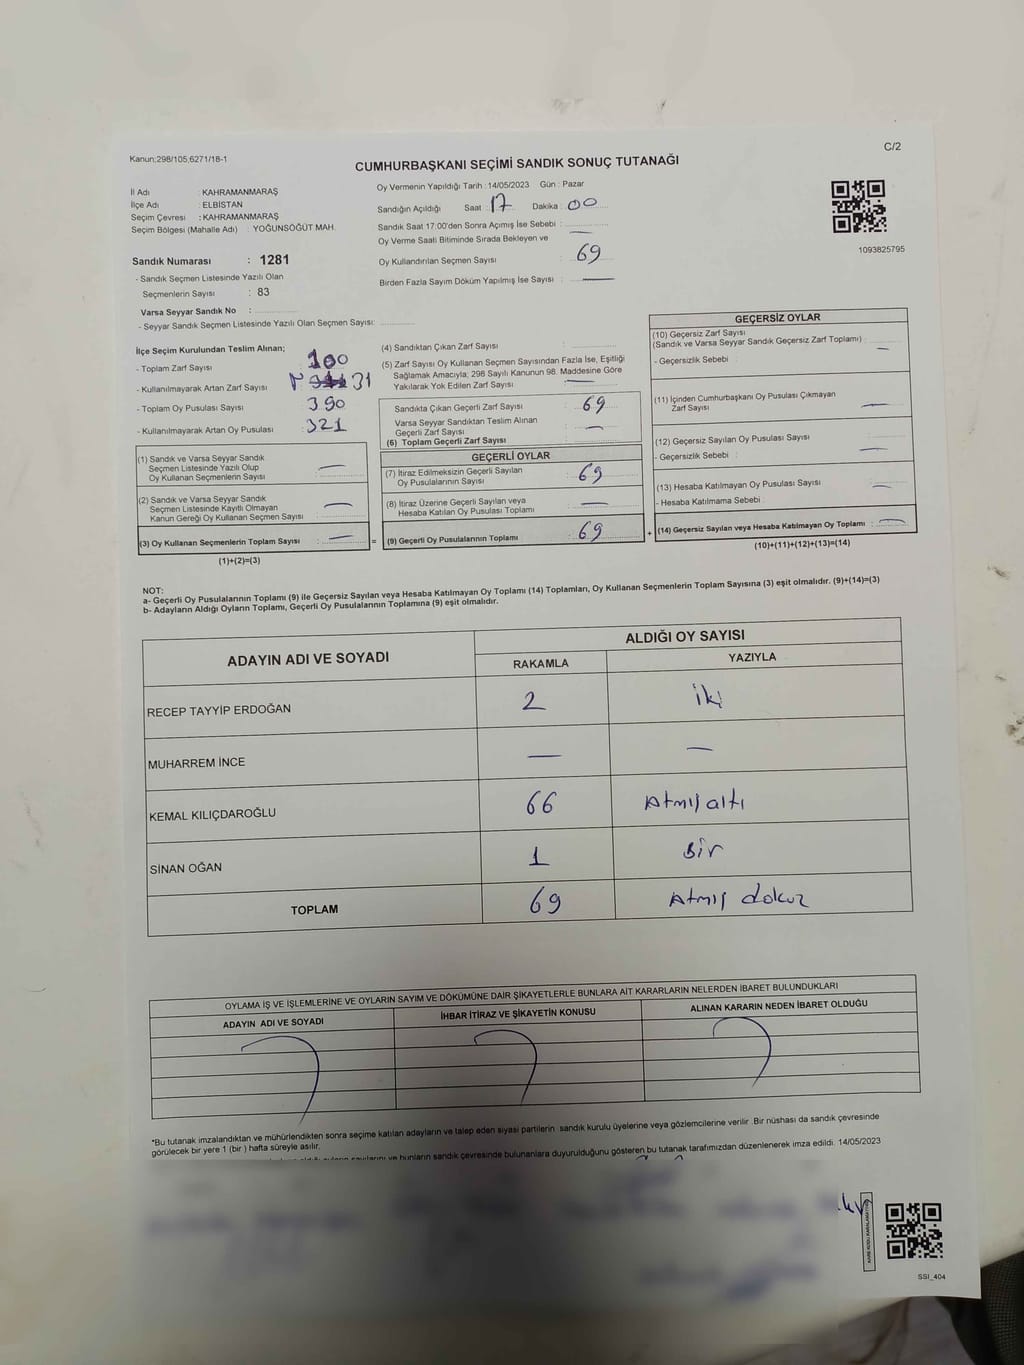 Kanun;298/105;6271/18-1
C/2
CUMHURBAŞKANI SEÇİMİ SANDIK SONUÇ TUTANAĞI
İl Adı : KAHRAMANMARAŞ
İlçe Adı : ELBİSTAN
Seçim Çevresi : KAHRAMANMARAŞ
Seçim Bölgesi (Mahalle Adı) : YOĞUNSÖĞÜT MAH.
Oy Vermenin Yapıldığı Tarih :14/05/2023 Gün : Pazar
Sandığın Açıldığı Saat : 17 Dakika 00
Sandık Saat 17:00'den Sonra Açımış İse Sebebi : —
Oy Verme Saati Bitiminde Sırada Bekleyen ve
Oy Kullandırılan Seçmen Sayısı : 69
Birden Fazla Sayım Döküm Yapılmış İse Sayısı : —
1093825795
Sandık Numarası : 1281
- Sandık Seçmen Listesinde Yazılı Olan
Seçmenlerin Sayısı : 83
Varsa Seyyar Sandık No :
- Seyyar Sandık Seçmen Listesinde Yazılı Olan Seçmen Sayısı:
İlçe Seçim Kurulundan Teslim Alınan;
- Toplam Zarf Sayısı : 100
- Kullanılmayarak Artan Zarf Sayısı 31
- Toplam Oy Pusulası Sayısı : 390
- Kullanılmayarak Artan Oy Pusulası : 321
(1) Sandık ve Varsa Seyyar Sandık
Seçmen Listesinde Yazılı Olup
Oy Kullanan Seçmenlerin Sayısı : —
(2) Sandık ve Varsa Seyyar Sandık
Seçmen Listesinde Kayıtlı Olmayan
Kanun Gereği Oy Kullanan Seçmen Sayısı : —
(3) Oy Kullanan Seçmenlerin Toplam Sayısı : — =
(1)+(2)=(3)
(4) Sandıktan Çıkan Zarf Sayısı :
(5) Zarf Sayısı Oy Kullanan Seçmen Sayısından Fazla İse, Eşitliği
Sağlamak Amacıyla; 298 Sayılı Kanunun 98. Maddesine Göre
Yakılarak Yok Edilen Zarf Sayısı : —
Sandıkta Çıkan Geçerli Zarf Sayısı : 69
Varsa Seyyar Sandıktan Teslim Alınan
Geçerli Zarf Sayısı : —
(6) Toplam Geçerli Zarf Sayısı :
GEÇERLİ OYLAR
(7) İtiraz Edilmeksizin Geçerli Sayılan
Oy Pusulalarının Sayısı : 69
(8) İtiraz Üzerine Geçerli Sayılan veya
Hesaba Katılan Oy Pusulası Toplamı : —
(9) Geçerli Oy Pusulalarının Toplamı : 69 +
GEÇERSİZ OYLAR
(10) Geçersiz Zarf Sayısı
(Sandık ve Varsa Seyyar Sandık Geçersiz Zarf Toplamı) : —
- Geçersizlik Sebebi :
(11) İçinden Cumhurbaşkanı Oy Pusulası Çıkmayan
Zarf Sayısı : —
(12) Geçersiz Sayılan Oy Pusulası Sayısı :
- Geçersizlik Sebebi : —
(13) Hesaba Katılmayan Oy Pusulası Sayısı : —
- Hesaba Katılmama Sebebi :
(14) Geçersiz Sayılan veya Hesaba Katılmayan Oy Toplamı : —
(10)+(11)+(12)+(13)=(14)
NOT:
a- Geçerli Oy Pusulalarının Toplamı (9) ile Geçersiz Sayılan veya Hesaba Katılmayan Oy Toplamı (14) Toplamları, Oy Kullanan Seçmenlerin Toplam Sayısına (3) eşit olmalıdır. (9)+(14)=(3)
b- Adayların Aldığı Oyların Toplamı, Geçerli Oy Pusulalarının Toplamına (9) eşit olmalıdır.
ADAYIN ADI VE SOYADI ALDIĞI OY SAYISI
RAKAMLA YAZIYLA
RECEP TAYYİP ERDOĞAN 2 iki
MUHARREM İNCE — —
KEMAL KILIÇDAROĞLU 66 Atmış altı
SİNAN OĞAN 1 Bir
TOPLAM 69 Atmış dokuz
OYLAMA İŞ VE İŞLEMLERİNE VE OYLARIN SAYIM VE DÖKÜMÜNE DAİR ŞİKAYETLERLE BUNLARA AİT KARARLARIN NELERDEN İBARET BULUNDUKLARI
ADAYIN ADI VE SOYADI İHBAR İTİRAZ VE ŞİKAYETİN KONUSU ALINAN KARARIN NEDEN İBARET OLDUĞU
*Bu tutanak imzalandıktan ve mühürlendikten sonra seçime katılan adayların ve talep eden siyasi partilerin sandık kurulu üyelerine veya gözlemcilerine verilir. Bir nüshası da sandık çevresinde
görülecek bir yere 1 (bir ) hafta süreyle asılır.
ve bunların sandık çevresinde bulunanlara duyurulduğunu gösteren bu tutanak tarafımızdan düzenlenerek imza edildi. 14/05/2023
SSI_404